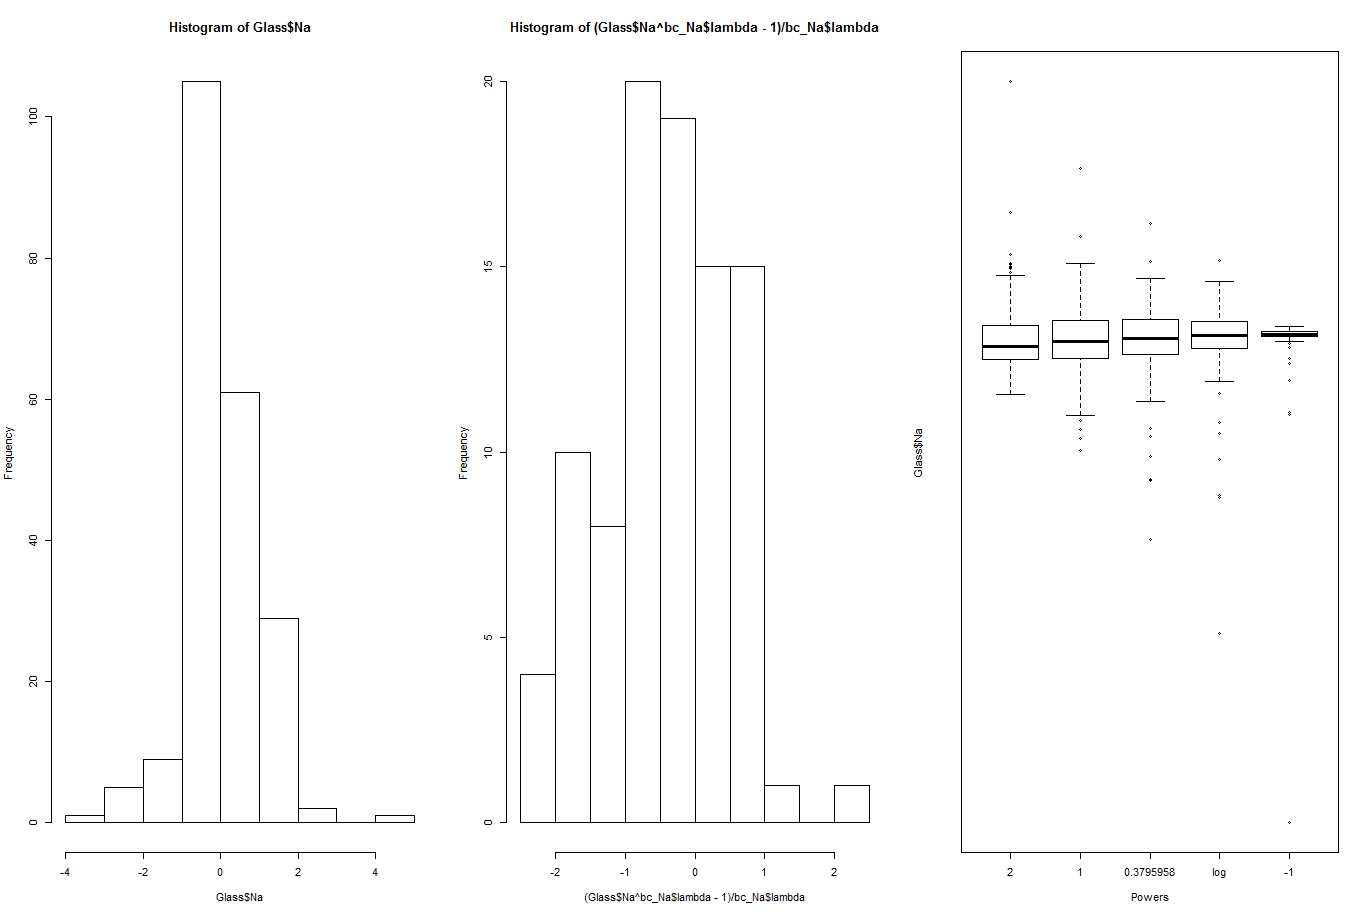 Histogram of Glass$Na
Frequency
0
20
40
60
80
100
-4
-2
0
2
4
Glass$Na
Histogram of (Glass$Na^bc_Na$lambda - 1)/bc_Na$lambda
Frequency
0
5
10
15
20
-2
-1
0
1
2
(Glass$Na^bc_Na$lambda - 1)/bc_Na$lambda
Glass$Na
2
1
0.3795958
log
-1
Powers